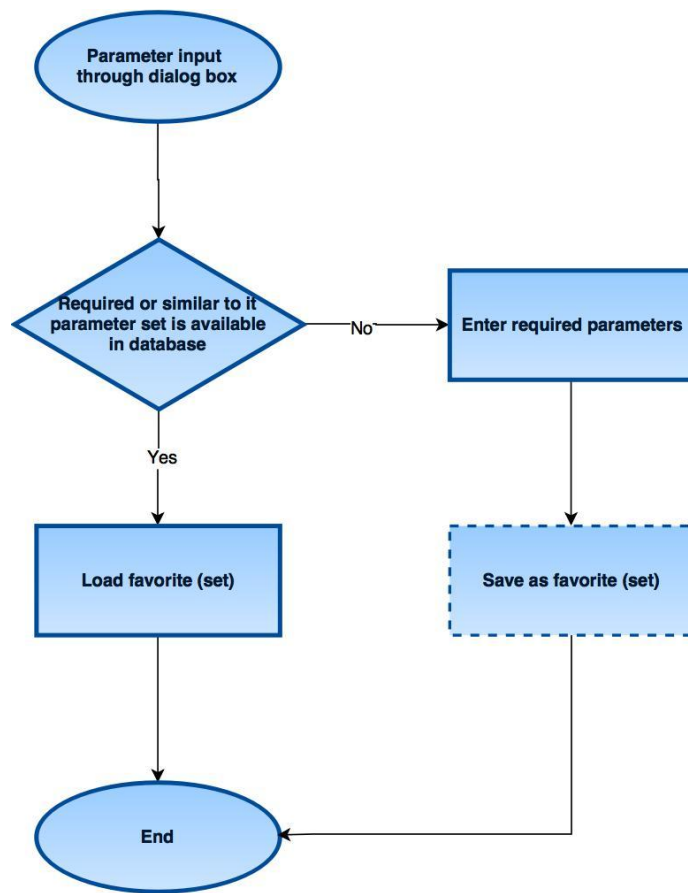 Parameter input
through dialog box
Required or similar to it
parameter set is available
in database
No
Enter required parameters
Yes
Load favorite (set)
Save as favorite (set)
End